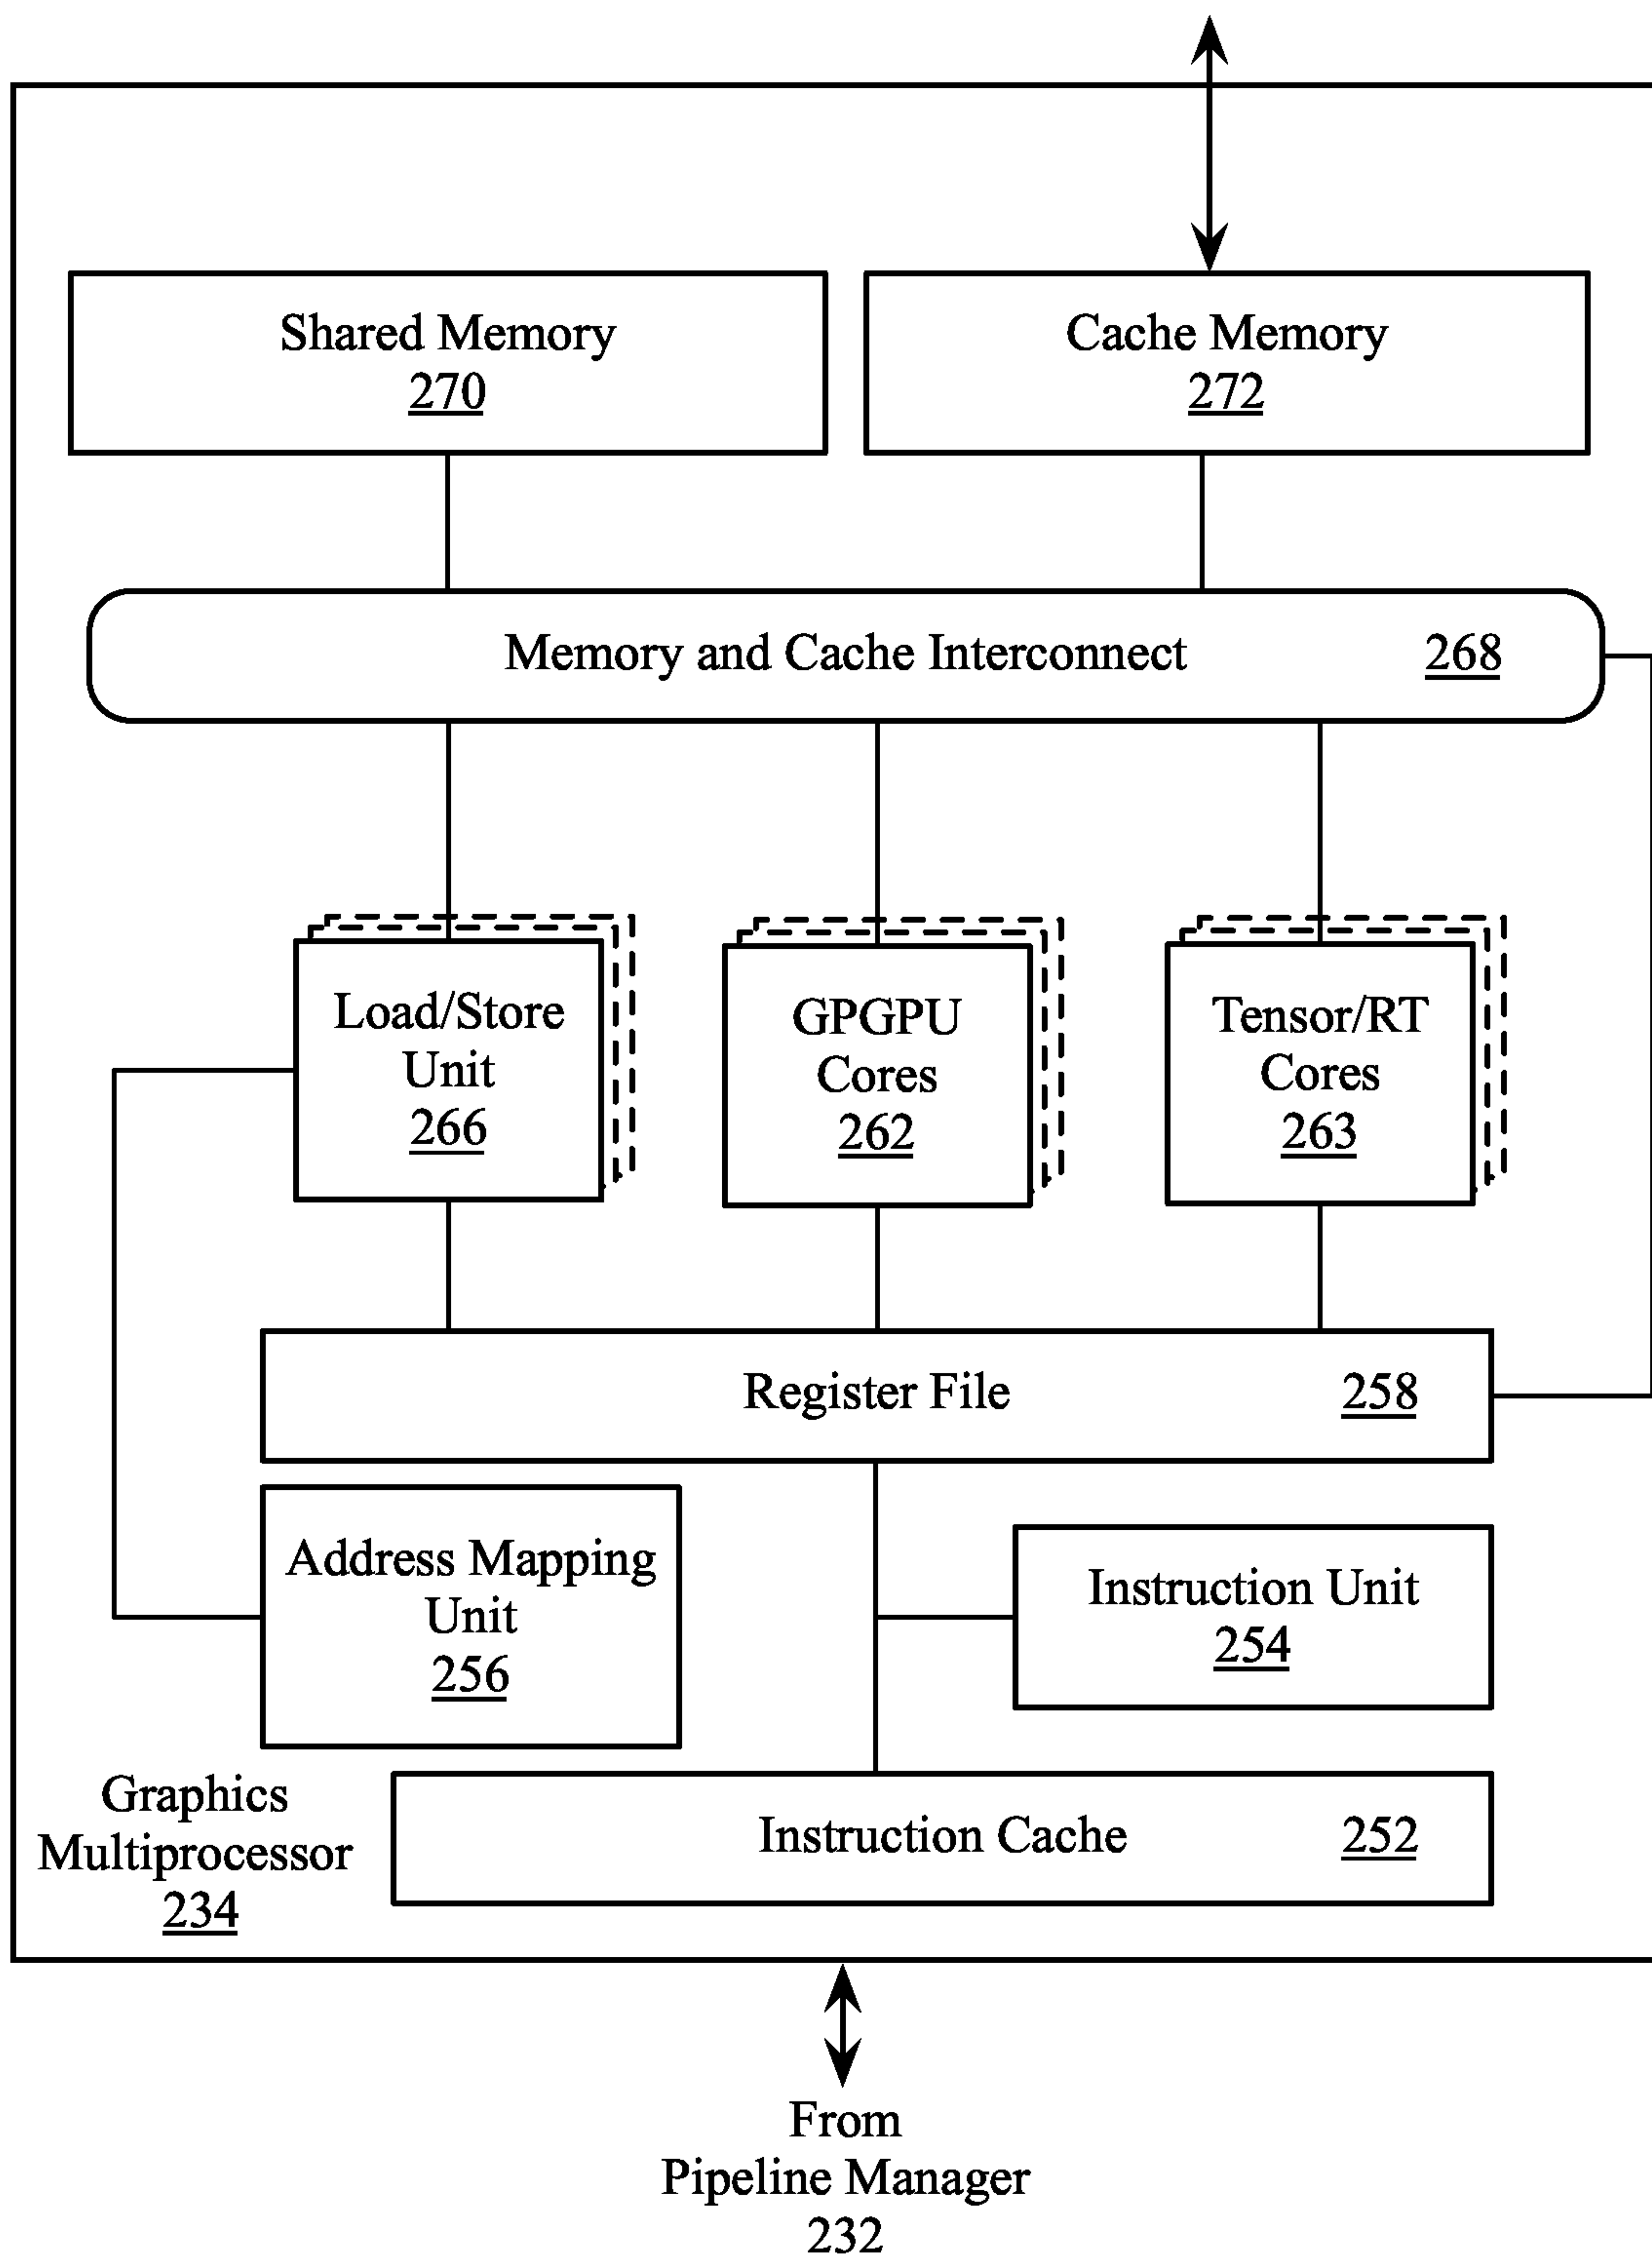 Shared Memory
270
Cache Memory
272
Memory and Cache Interconnect 268
Load/Store
Unit
266
GPGPU
Cores
262
Tensor/RT
Cores
263
Register File 258
Address Mapping
Unit
256
Instruction Unit
254
Graphics
Multiprocessor
234
Instruction Cache 252
From
Pipeline Manager
232